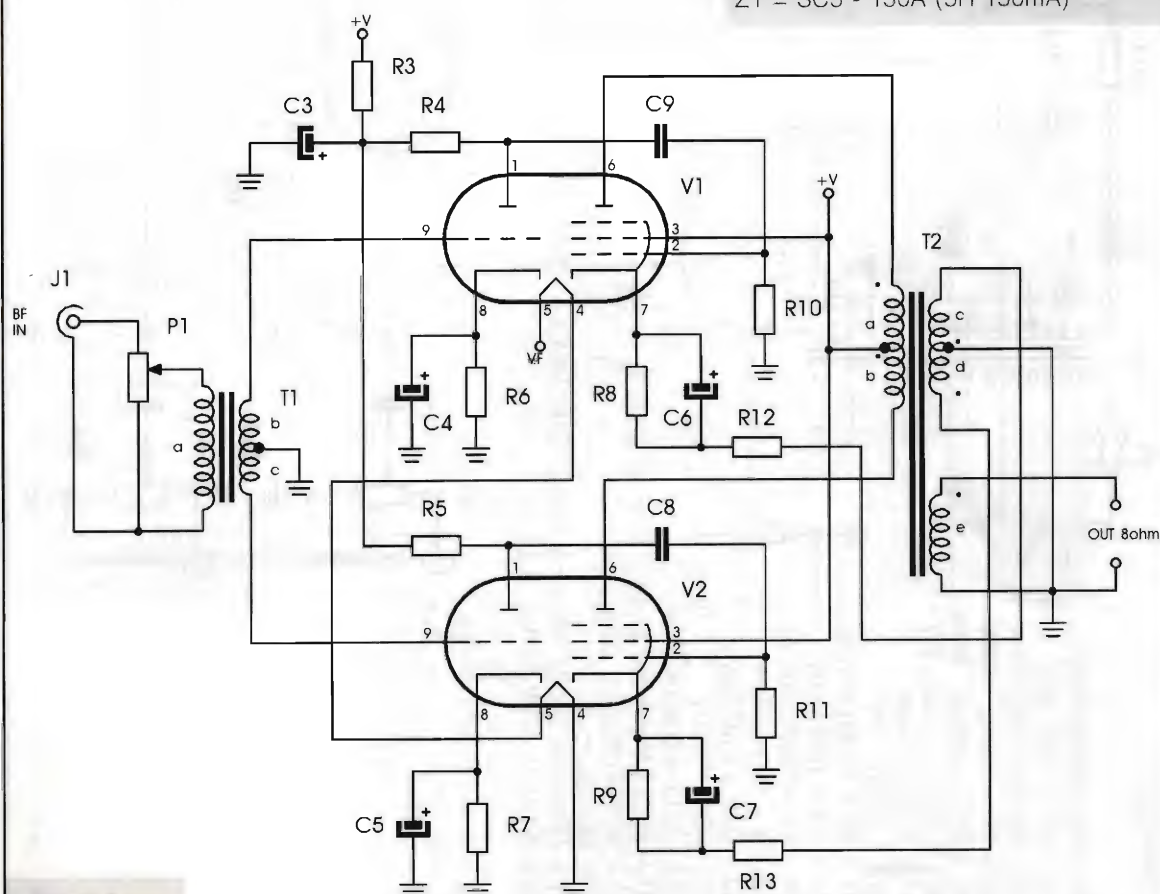 Z1 = SC5 - 150A (5H 150mA)
+V
R3
C3
+
R4
C9
1
6
V1
+V
9
3
2
T2
J1
BF
IN
P1
T1
a
b
c
8
5
4
7
VF
R10
C4
+
R6
R8
C6
+
R12
a
b
c
d
e
OUT 8ohm
R5
C8
1
6
V2
9
3
2
8
5
4
7
R11
C5
+
R7
R9
C7
+
R13